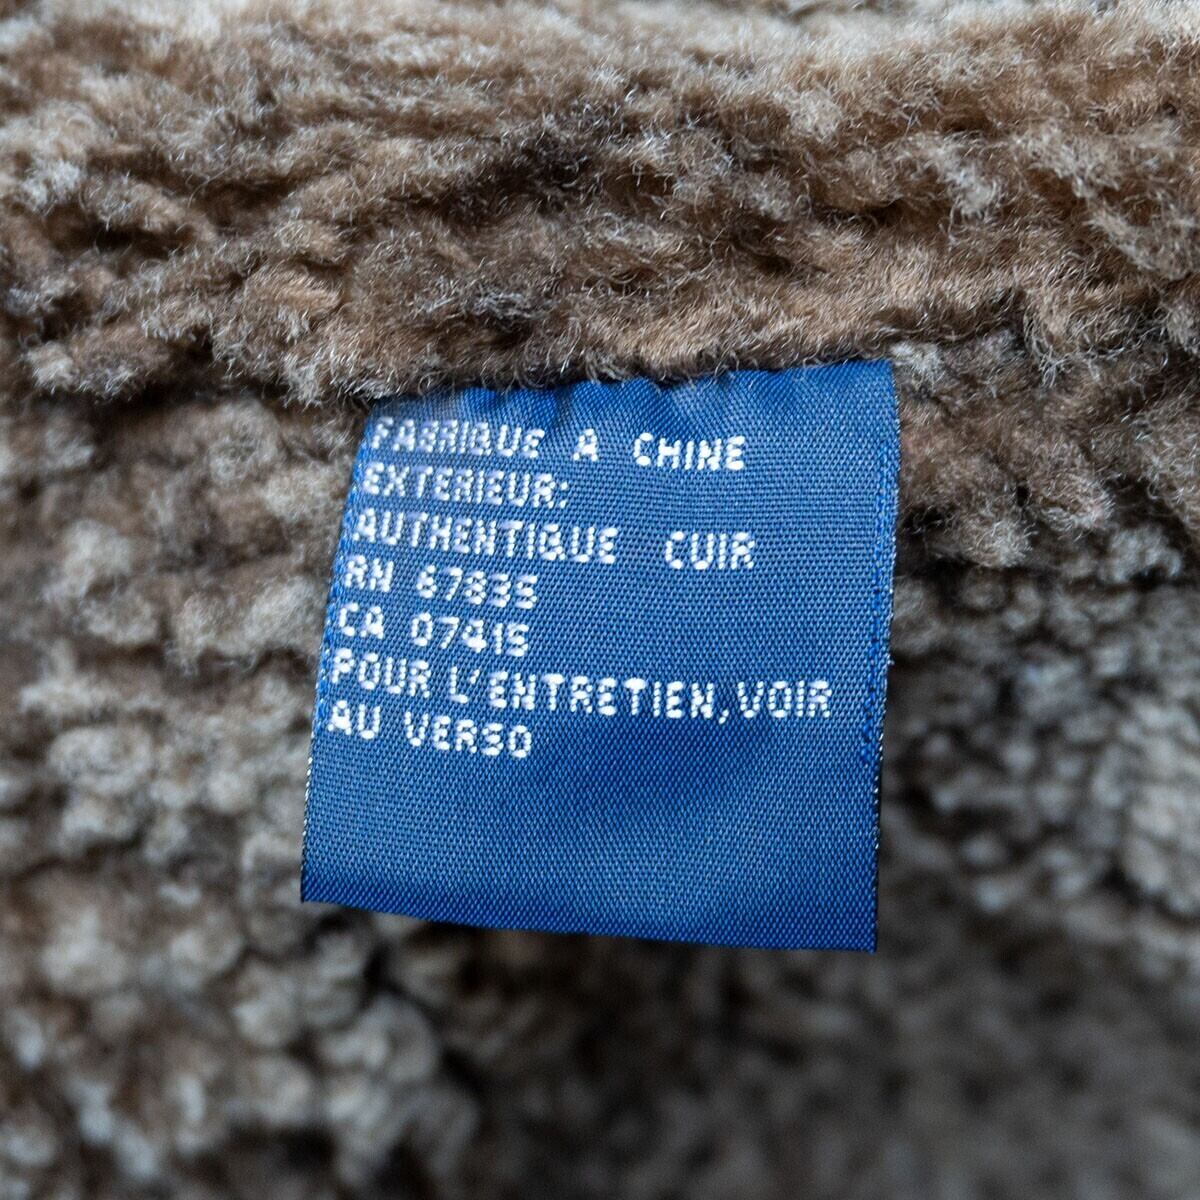 FABRIQUE A CHINE
EXTERIEUR:
AUTHENTIQUE CUIR
RN 67835
CA 07415
POUR L'ENTRETIEN, VOIR
AU VERSO